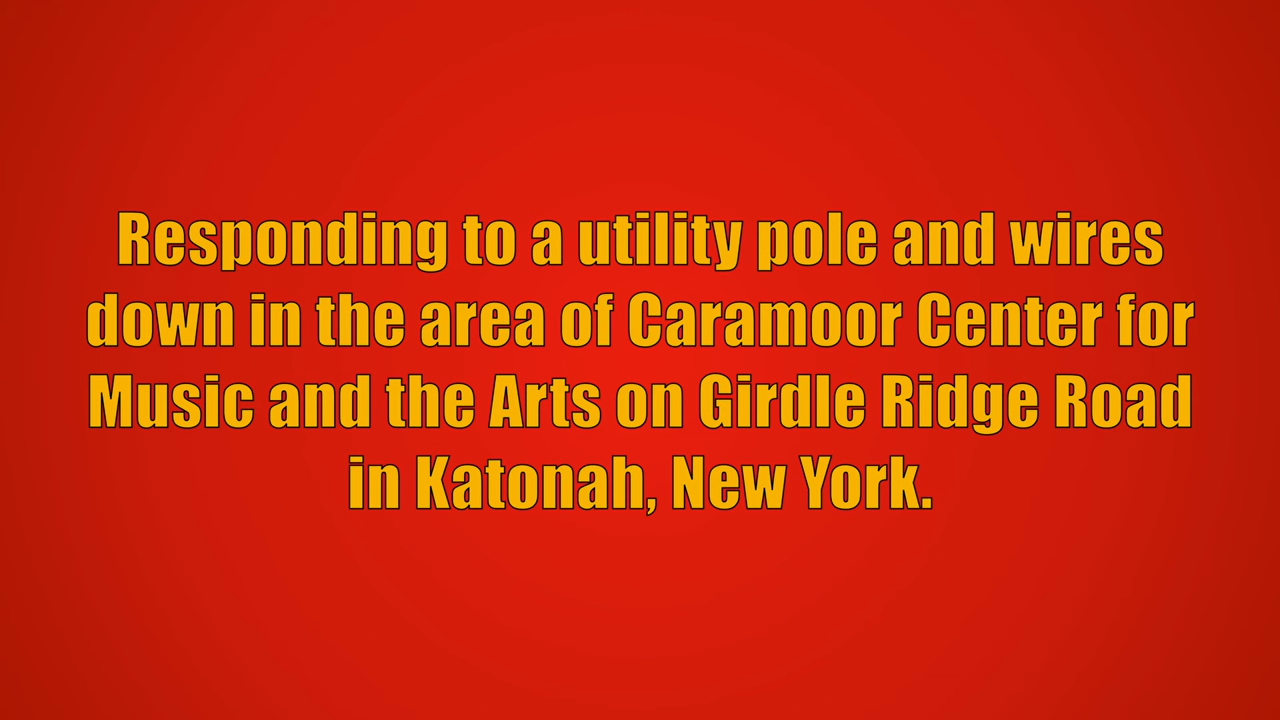 Responding to a utility pole and wires
down in the area of Caramoor Center for
Music and the Arts on Girdle Ridge Road
in Katonah, New York.